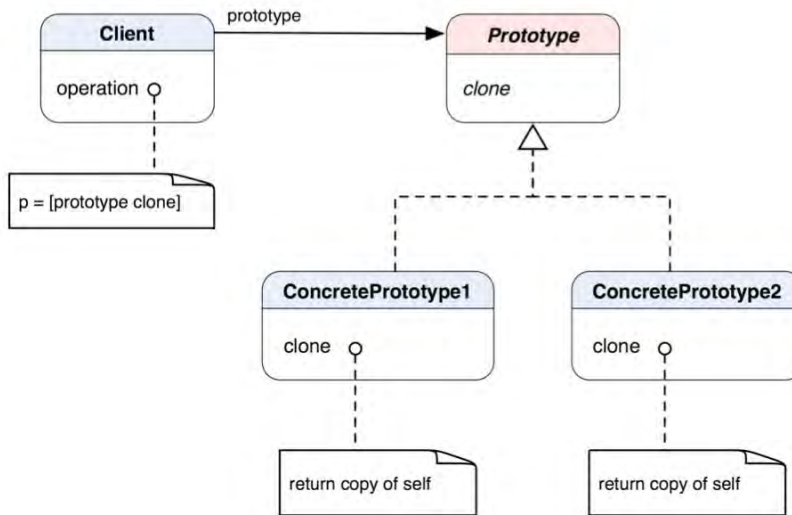 Client
prototype
Prototype
operation
clone
p = [prototype clone]
ConcretePrototype1
ConcretePrototype2
clone
clone
return copy of self
return copy of self